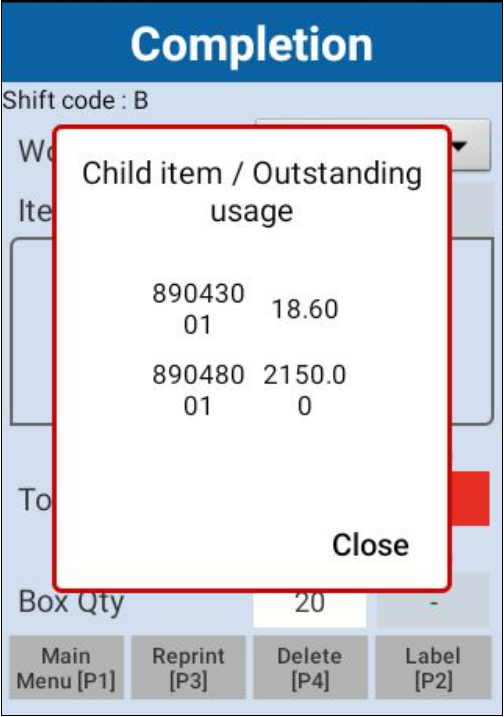 Completion
Shift code : B
Wo
Child item / Outstanding
usage
Ite
890430 18.60
01
890480 2150.0
01 0
To
Close
Box Qty 20 -
Main Reprint Delete Label
Menu [P1] [P3] [P4] [P2]